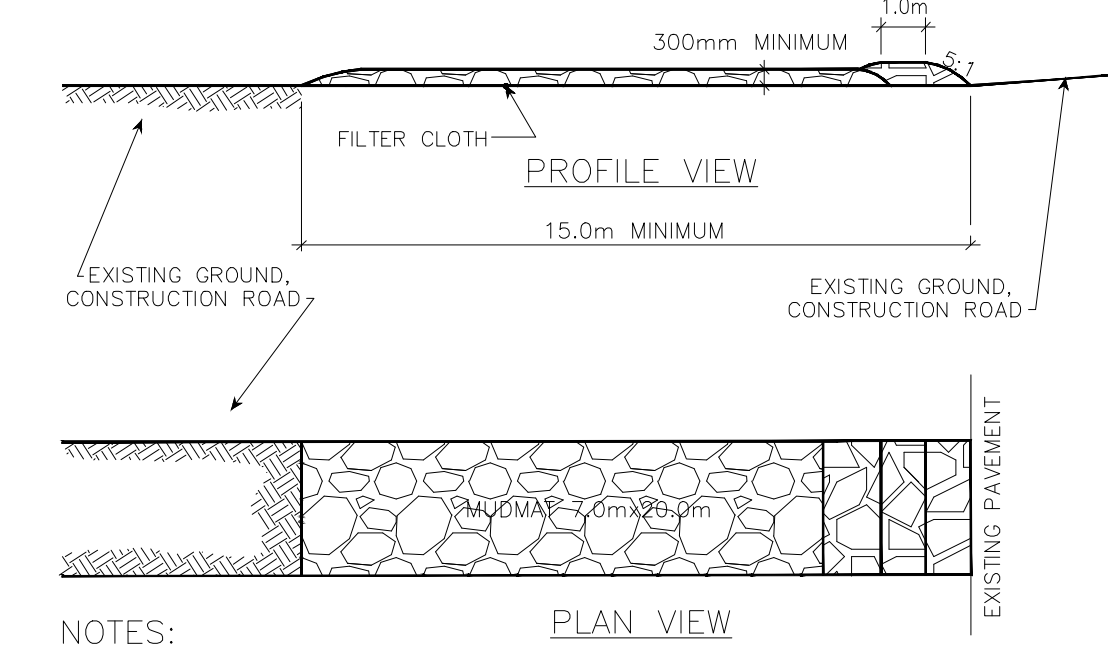 1.0m
300mm MINIMUM
5:1
FILTER CLOTH
PROFILE VIEW
15.0m MINIMUM
EXISTING GROUND,
CONSTRUCTION ROAD
EXISTING GROUND,
CONSTRUCTION ROAD
MUDMAT 7.0mx20.0m
EXISTING PAVEMENT
PLAN VIEW
NOTES: